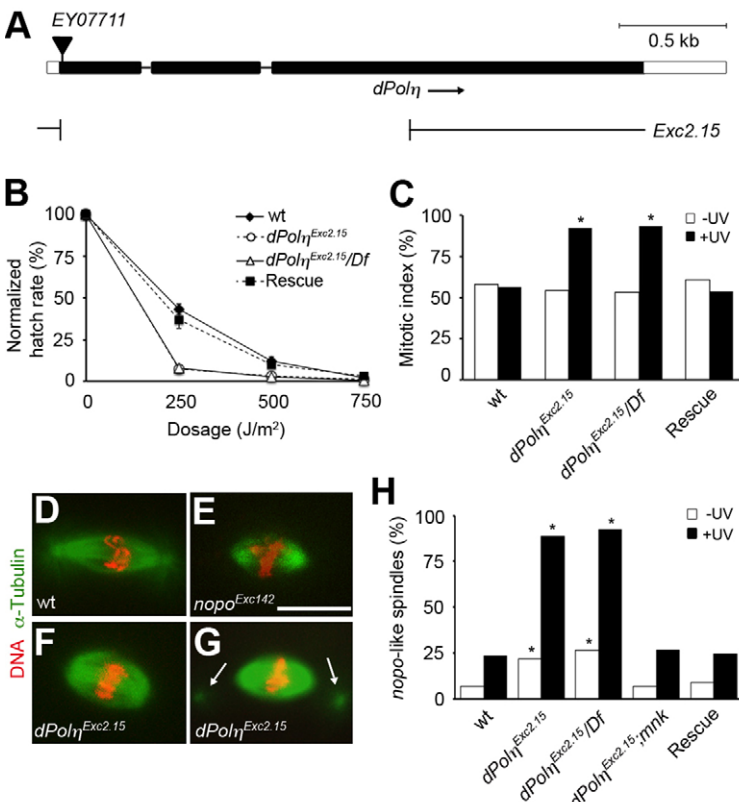 A
EY07711
0.5 kb
dPolη
Exc2.15
B
Normalized
hatch rate (%)
100
75
50
25
0
wt
dPolη^Exc2.15
dPolη^Exc2.15/Df
Rescue
0 250 500 750
Dosage (J/m²)
C
Mitotic index (%)
100
75
50
25
0
-UV
+UV
* *
wt
dPolη^Exc2.15
dPolη^Exc2.15/Df
Rescue
DNA α-Tubulin
D
wt
E
nopo^Exc142
F
dPolη^Exc2.15
G
dPolη^Exc2.15
H
nopo-like spindles (%)
100
75
50
25
0
-UV
+UV
* * * *
wt
dPolη^Exc2.15
dPolη^Exc2.15/Df
dPolη^Exc2.15;mnk
Rescue